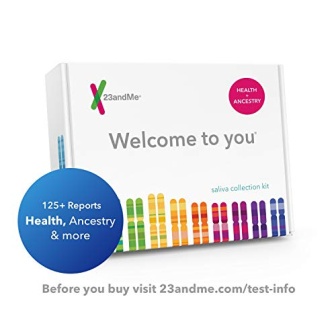 23andMe®
HEALTH
+
ANCESTRY
Welcome to you®
saliva collection kit
125+ Reports
Health, Ancestry
& more
Before you buy visit 23andme.com/test-info